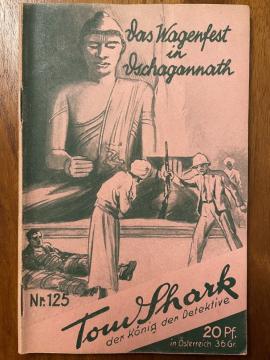 Das Wagenfest
in
Dschagannath
Nr. 125
Tom Shark
der König der Detektive
20 Pf.
in Österreich 36 Gr.